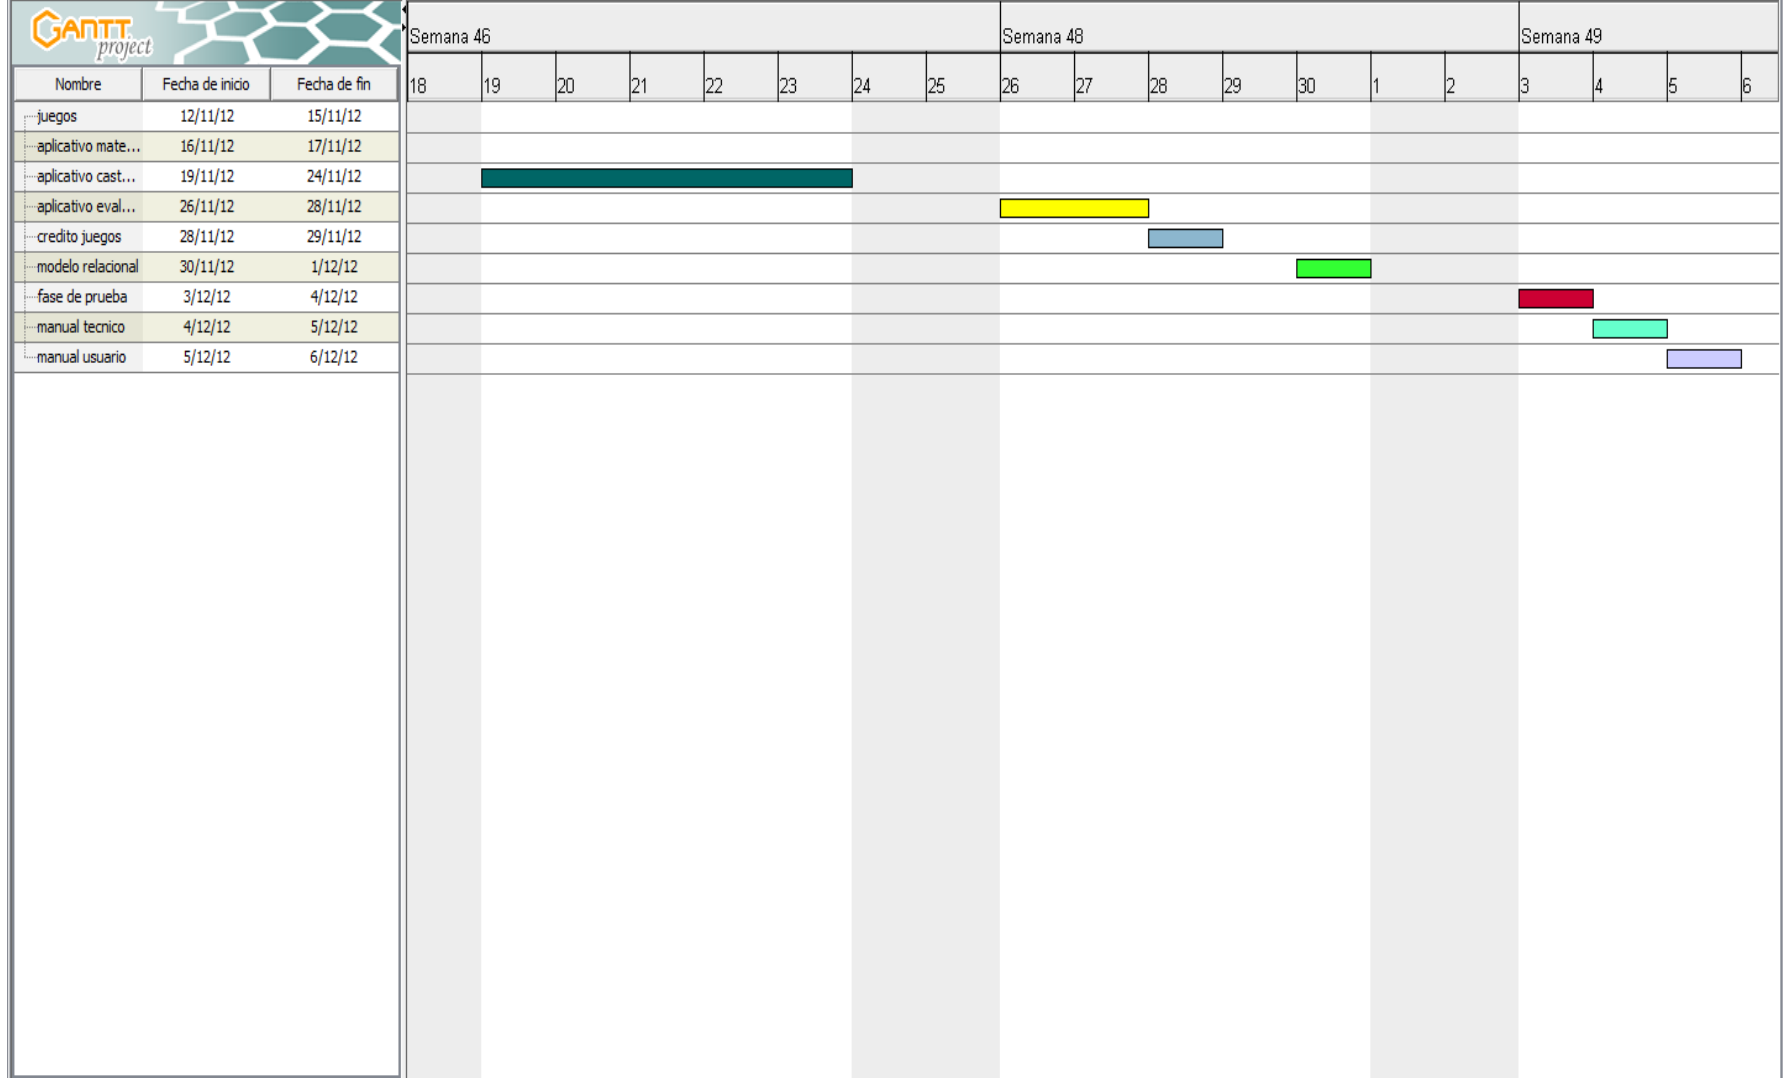 GANTT
project
Semana 46 Semana 48 Semana 49
Nombre Fecha de inicio Fecha de fin 18 19 20 21 22 23 24 25 26 27 28 29 30 1 2 3 4 5 6
juegos 12/11/12 15/11/12
aplicativo mate... 16/11/12 17/11/12
aplicativo cast... 19/11/12 24/11/12
aplicativo eval... 26/11/12 28/11/12
credito juegos 28/11/12 29/11/12
modelo relacional 30/11/12 1/12/12
fase de prueba 3/12/12 4/12/12
manual tecnico 4/12/12 5/12/12
manual usuario 5/12/12 6/12/12